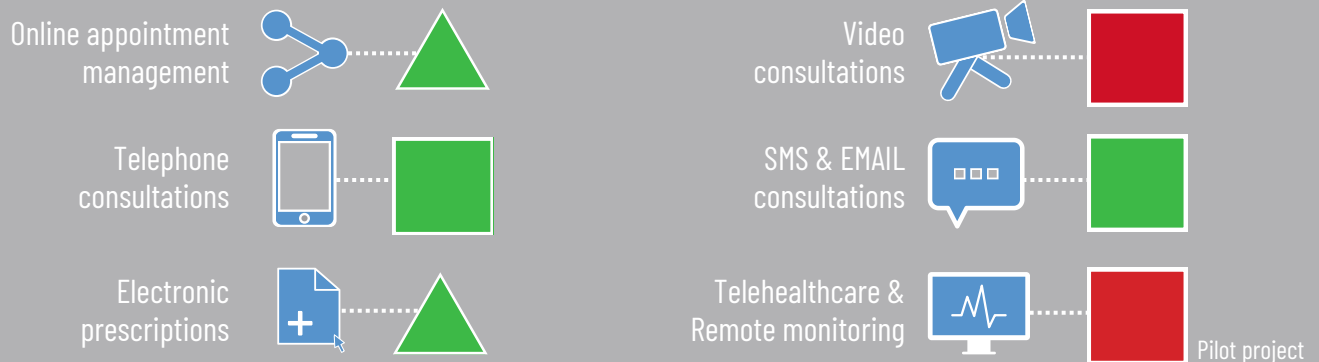 Online appointment
management
Telephone
consultations
Electronic
prescriptions
Video
consultations
SMS & EMAIL
consultations
Telehealthcare &
Remote monitoring
Pilot project